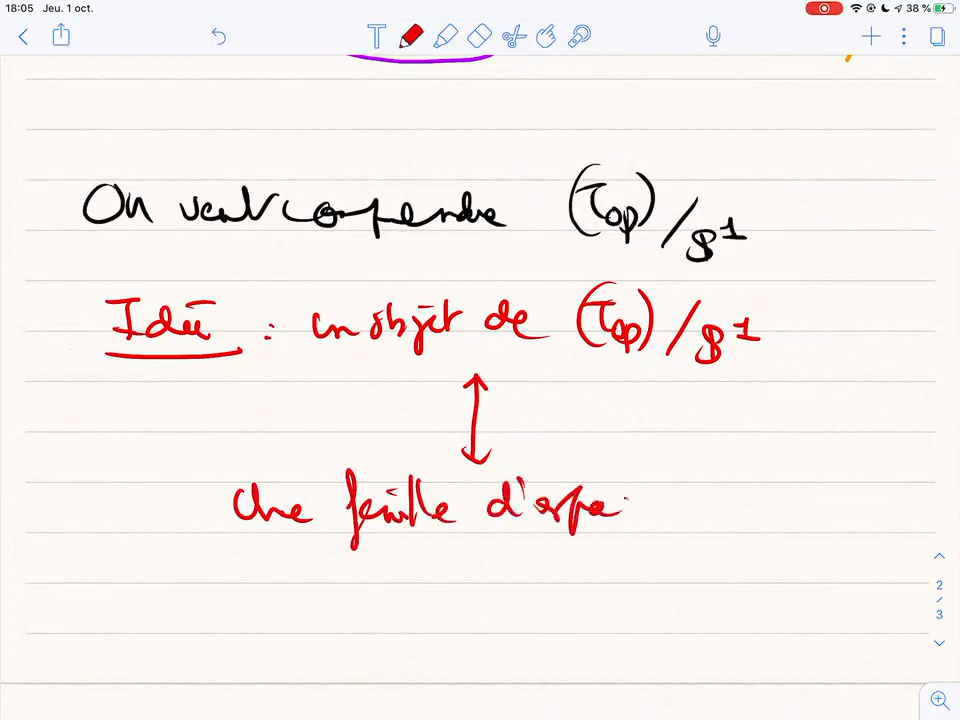 18:05 Jeu. 1 oct. 38 %
T
On veut comprendre (Top)/S¹
Idée : un objet de (Top)/S¹
Une famille d'espa
2
/
3